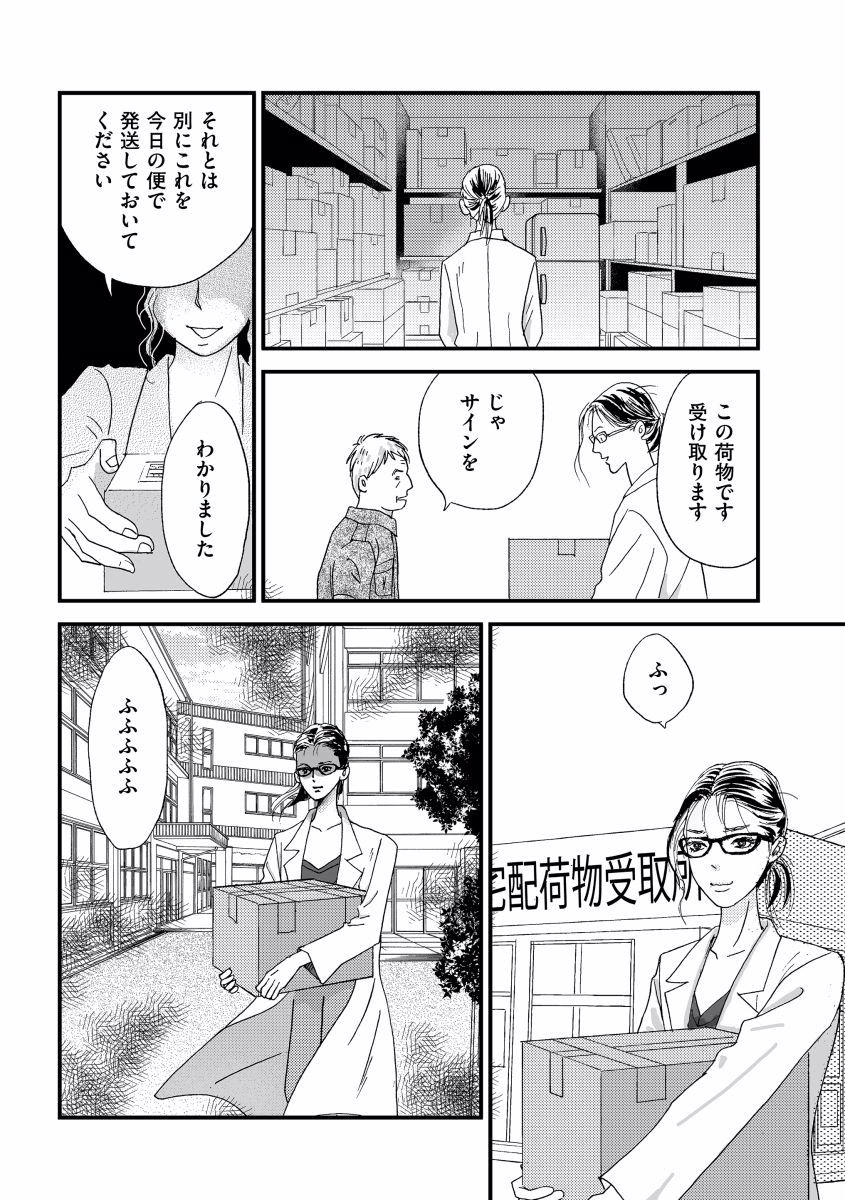 この荷物です
受け取ります
じゃ
サインを
それとは
別にこれを
今日の便で
発送しておいて
ください
わかりました
ふっ
宅配荷物受取所
ふふふふふ